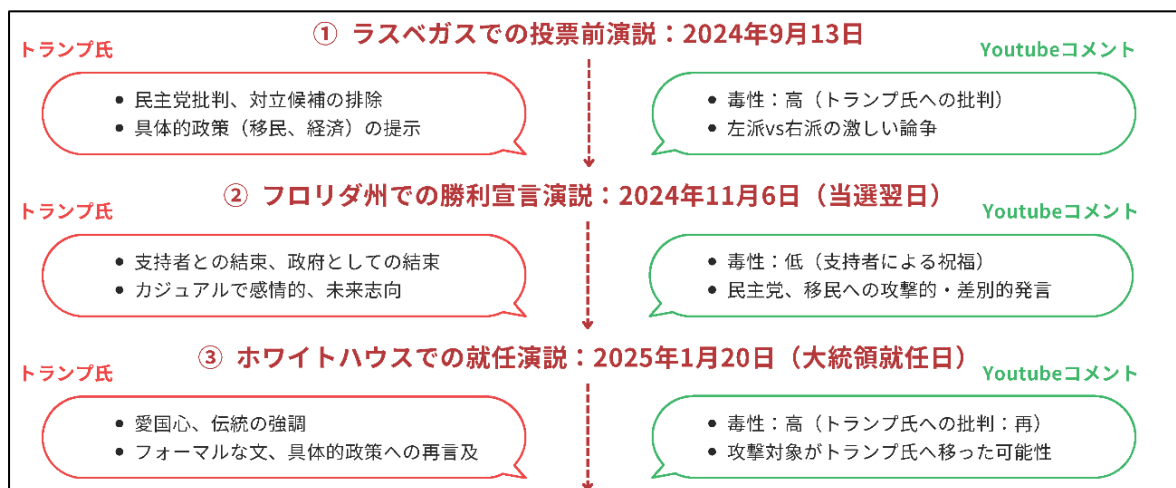 ① ラスベガスでの投票前演説：2024年9月13日
トランプ氏
Youtubeコメント
• 民主党批判、対立候補の排除
• 具体的政策（移民、経済）の提示
• 毒性：高（トランプ氏への批判）
• 左派vs右派の激しい論争
② フロリダ州での勝利宣言演説：2024年11月6日（当選翌日）
トランプ氏
Youtubeコメント
• 支持者との結束、政府としての結束
• カジュアルで感情的、未来志向
• 毒性：低（支持者による祝福）
• 民主党、移民への攻撃的・差別的発言
③ ホワイトハウスでの就任演説：2025年1月20日（大統領就任日）
トランプ氏
Youtubeコメント
• 愛国心、伝統の強調
• フォーマルな文、具体的政策への再言及
• 毒性：高（トランプ氏への批判：再）
• 攻撃対象がトランプ氏へ移った可能性